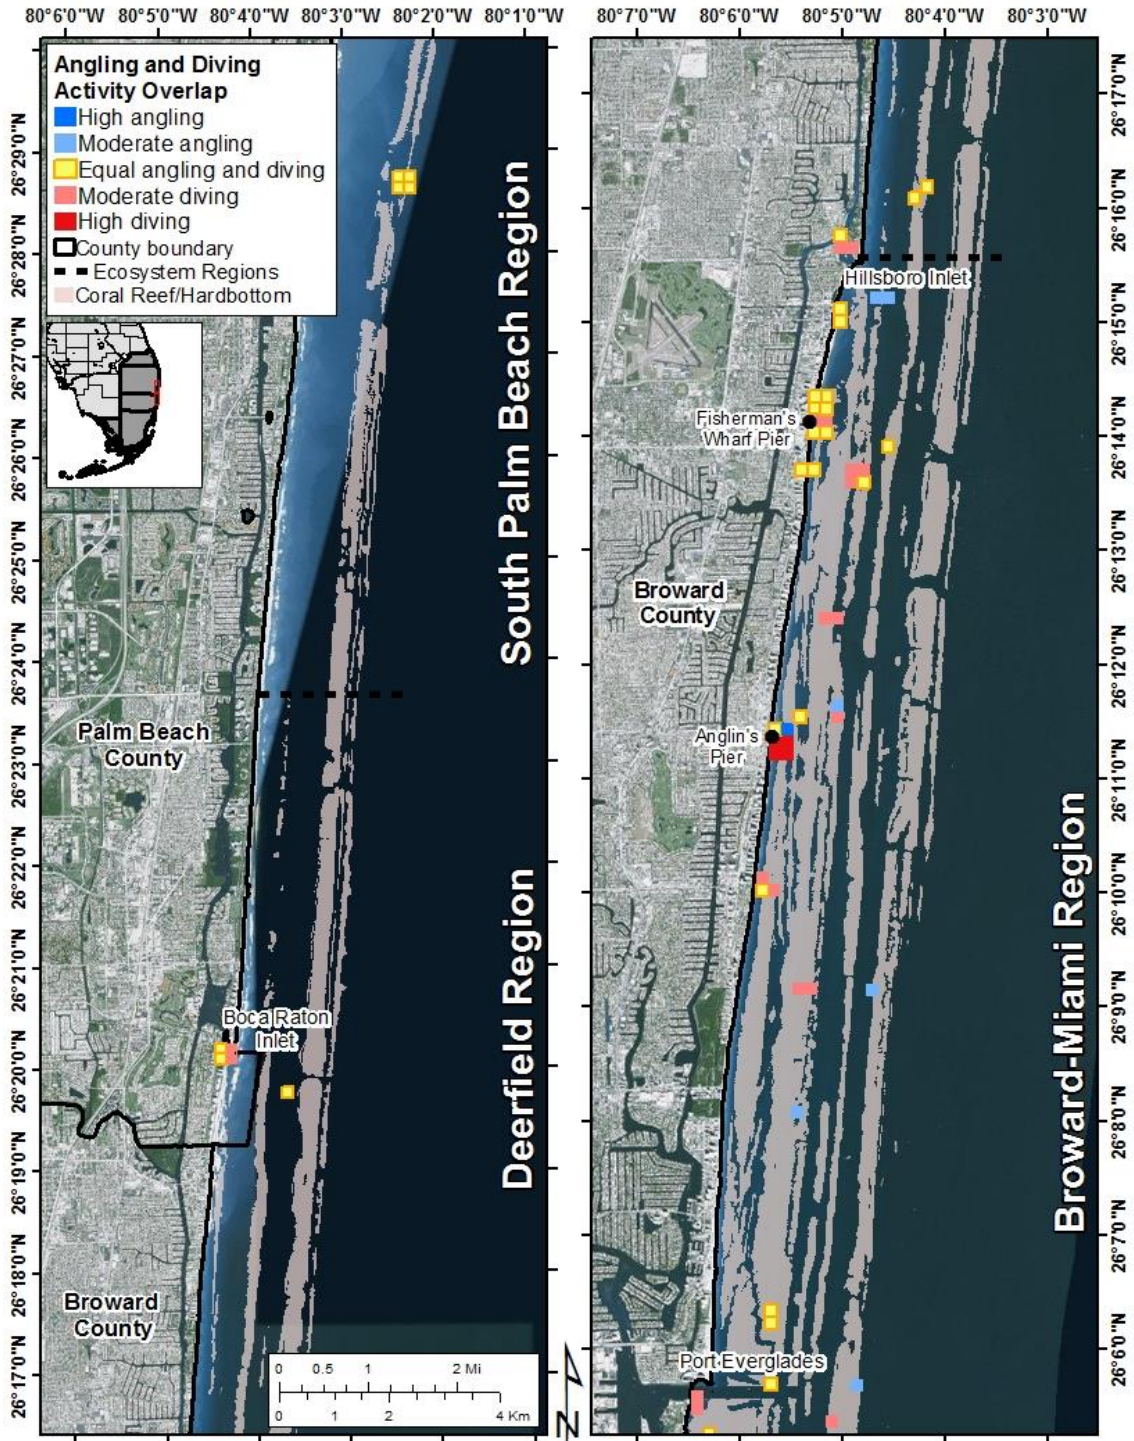 80°6'0"W 80°5'0"W 80°4'0"W 80°3'0"W 80°2'0"W
80°7'0"W 80°6'0"W 80°5'0"W 80°4'0"W 80°3'0"W
Angling and Diving
Activity Overlap
High angling
Moderate angling
Equal angling and diving
Moderate diving
High diving
County boundary
Ecosystem Regions
Coral Reef/Hardbottom
26°29'0"N
26°28'0"N
26°27'0"N
26°26'0"N
26°25'0"N
26°24'0"N
26°23'0"N
26°22'0"N
26°21'0"N
26°20'0"N
26°19'0"N
26°18'0"N
26°17'0"N
South Palm Beach Region
Palm Beach
County
Deerfield Region
Boca Raton
Inlet
Broward
County
0 0.5 1 2 Mi
0 1 2 4 Km
N
Hillsboro Inlet
Fisherman's
Wharf Pier
Broward
County
Anglin's
Pier
Broward-Miami Region
Port Everglades
26°17'0"N
26°16'0"N
26°15'0"N
26°14'0"N
26°13'0"N
26°12'0"N
26°11'0"N
26°10'0"N
26°9'0"N
26°8'0"N
26°7'0"N
26°6'0"N